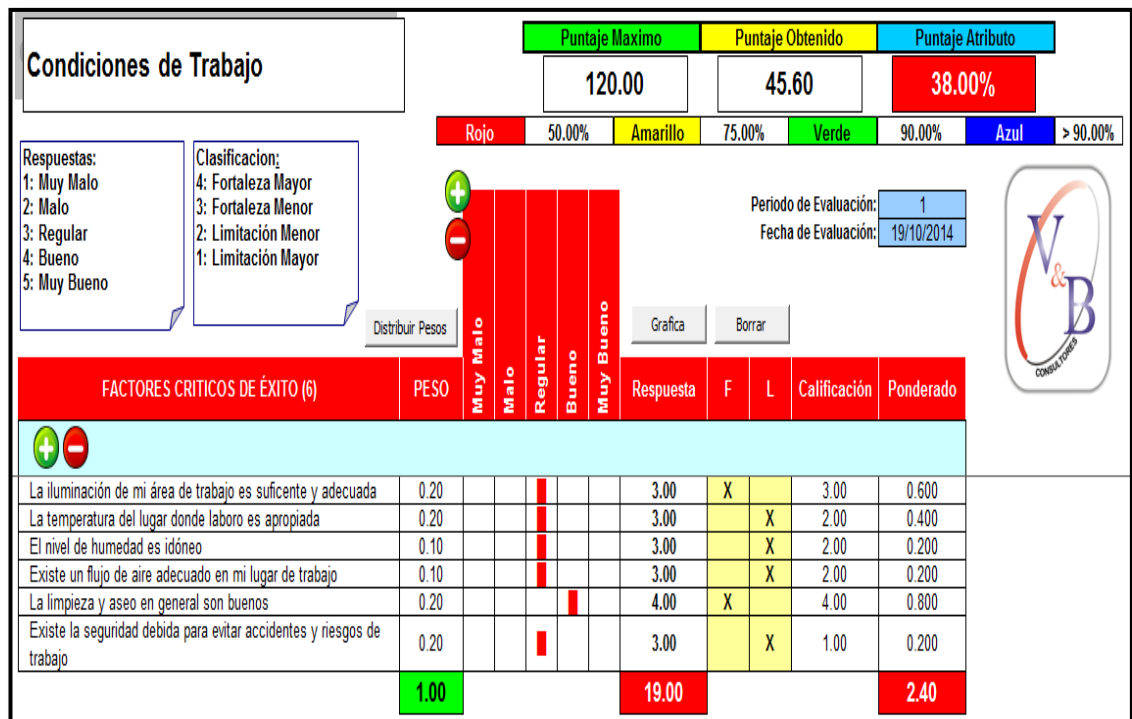 Condiciones de Trabajo
Puntaje Maximo Puntaje Obtenido Puntaje Atributo
120.00 45.60 38.00%
Rojo 50.00% Amarillo 75.00% Verde 90.00% Azul > 90.00%
Respuestas:
1: Muy Malo
2: Malo
3: Regular
4: Bueno
5: Muy Bueno
Clasificacion:
4: Fortaleza Mayor
3: Fortaleza Menor
2: Limitación Menor
1: Limitación Mayor
Periodo de Evaluación: 1
Fecha de Evaluación: 19/10/2014
V&B
CONSULTORES
Distribuir Pesos
Grafica Borrar
FACTORES CRITICOS DE ÉXITO (6) PESO Muy Malo Malo Regular Bueno Muy Bueno Respuesta F L Calificación Ponderado
La iluminación de mi área de trabajo es suficente y adecuada 0.20 3.00 X 3.00 0.600
La temperatura del lugar donde laboro es apropiada 0.20 3.00 X 2.00 0.400
El nivel de humedad es idóneo 0.10 3.00 X 2.00 0.200
Existe un flujo de aire adecuado en mi lugar de trabajo 0.10 3.00 X 2.00 0.200
La limpieza y aseo en general son buenos 0.20 4.00 X 4.00 0.800
Existe la seguridad debida para evitar accidentes y riesgos de
trabajo 0.20 3.00 X 1.00 0.200
1.00 19.00 2.40